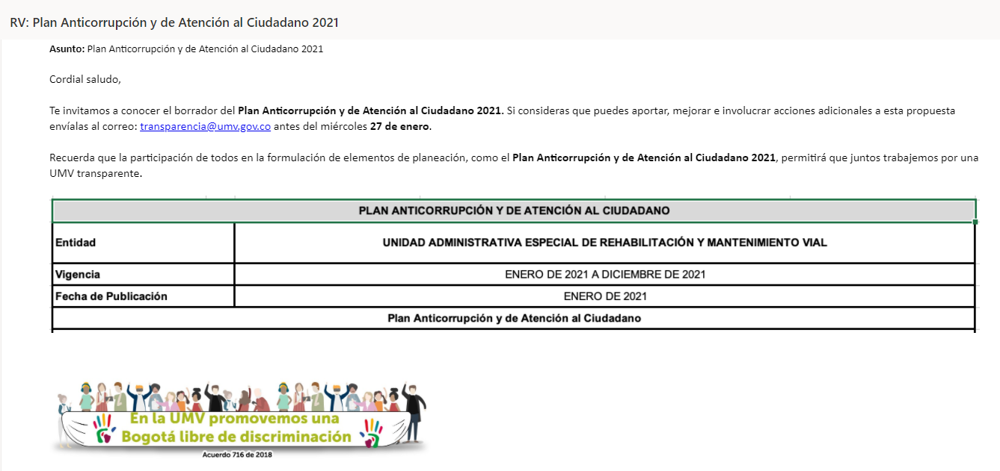 RV: Plan Anticorrupción y de Atención al Ciudadano 2021
Asunto: Plan Anticorrupción y de Atención al Ciudadano 2021
Cordial saludo,
Te invitamos a conocer el borrador del Plan Anticorrupción y de Atención al Ciudadano 2021. Si consideras que puedes aportar, mejorar e involucrar acciones adicionales a esta propuesta
envíalas al correo: transparencia@umv.gov.co antes del miércoles 27 de enero.
Recuerda que la participación de todos en la formulación de elementos de planeación, como el Plan Anticorrupción y de Atención al Ciudadano 2021, permitirá que juntos trabajemos por una
UMV transparente.
PLAN ANTICORRUPCIÓN Y DE ATENCIÓN AL CIUDADANO
Entidad UNIDAD ADMINISTRATIVA ESPECIAL DE REHABILITACIÓN Y MANTENIMIENTO VIAL
Vigencia ENERO DE 2021 A DICIEMBRE DE 2021
Fecha de Publicación ENERO DE 2021
Plan Anticorrupción y de Atención al Ciudadano
En la UMV promovemos una
Bogotá libre de discriminación
Acuerdo 716 de 2018